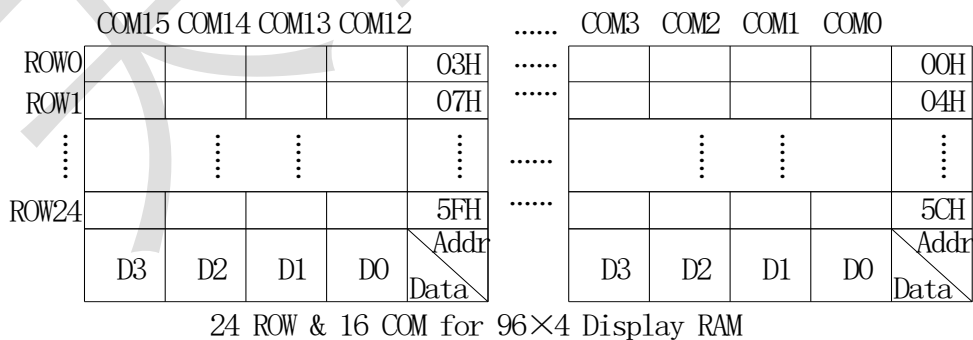 COM15 COM14 COM13 COM12 ...... COM3 COM2 COM1 COM0
ROW0 03H ...... 00H
ROW1 07H ...... 04H
ROW24 5FH ...... 5CH
D3 D2 D1 D0 Addr Data D3 D2 D1 D0 Addr Data
24 ROW & 16 COM for 96×4 Display RAM